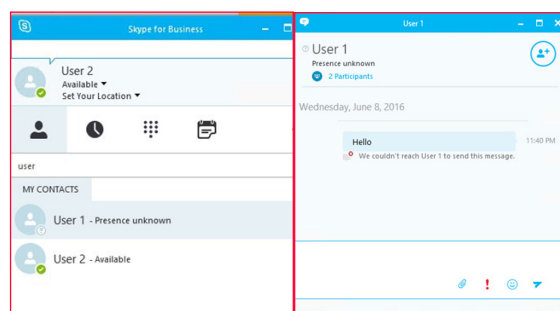 Skype for Business
User 2
Available
Set Your Location
user
MY CONTACTS
User 1 - Presence unknown
User 2 - Available
User 1
User 1
Presence unknown
2 Participants
Wednesday, June 8, 2016
Hello
11:40 PM
We couldn't reach User 1 to send this message.